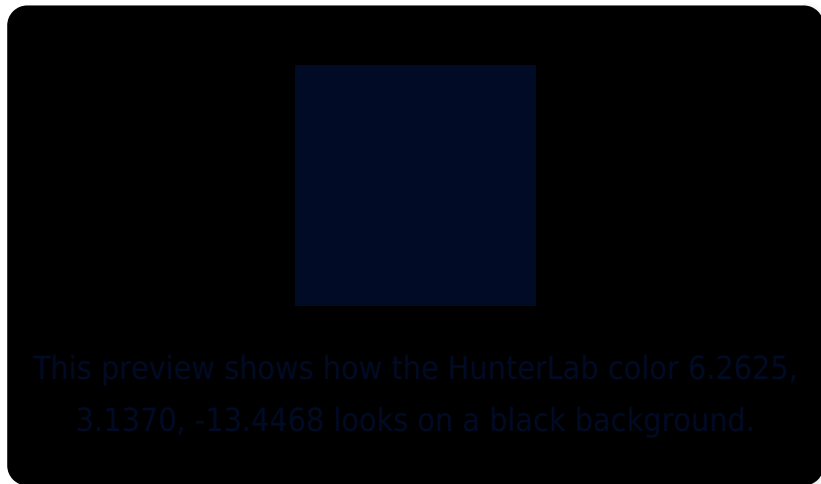 This preview shows how the HunterLab color 6.2625,
3.1370, -13.4468 looks on a black background.